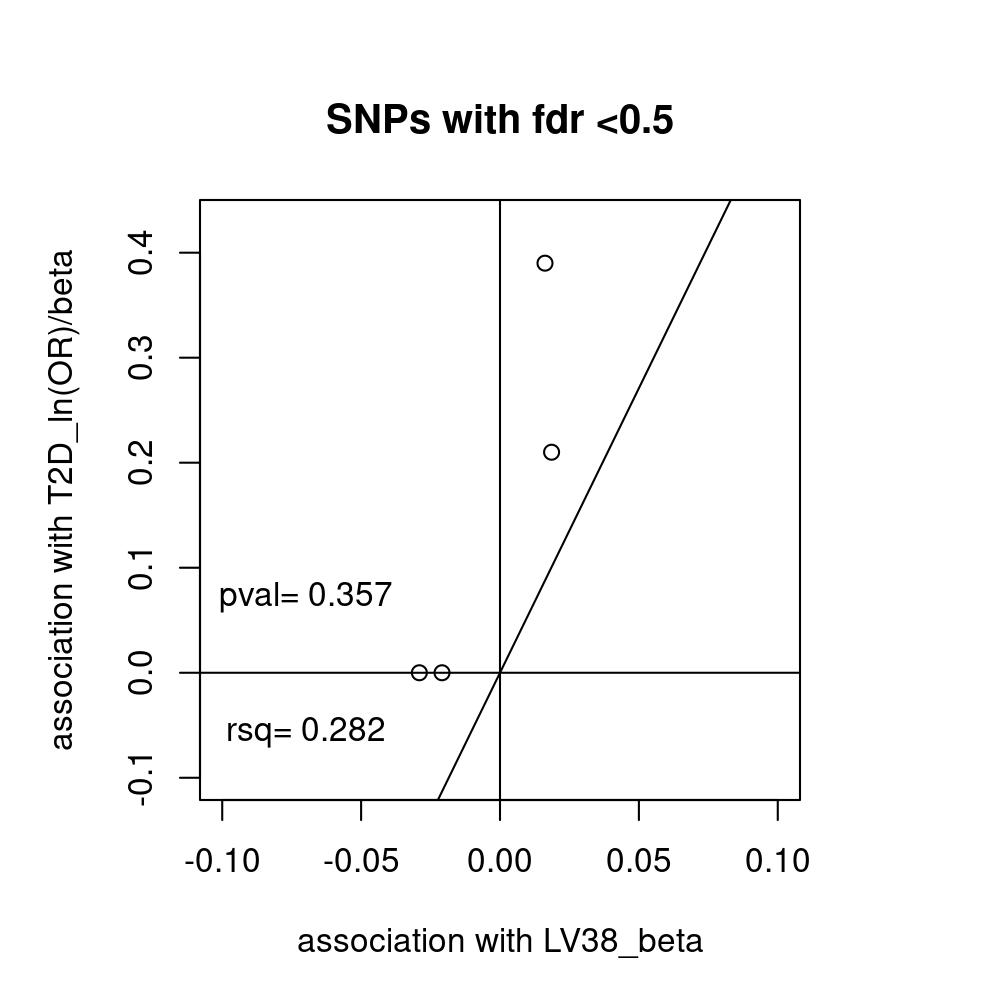 SNPs with fdr <0.5
association with T2D_ln(OR)/beta
0.4
0.3
0.2
0.1
0.0
-0.1
pval= 0.357
rsq= 0.282
-0.10 -0.05 0.00 0.05 0.10
association with LV38_beta